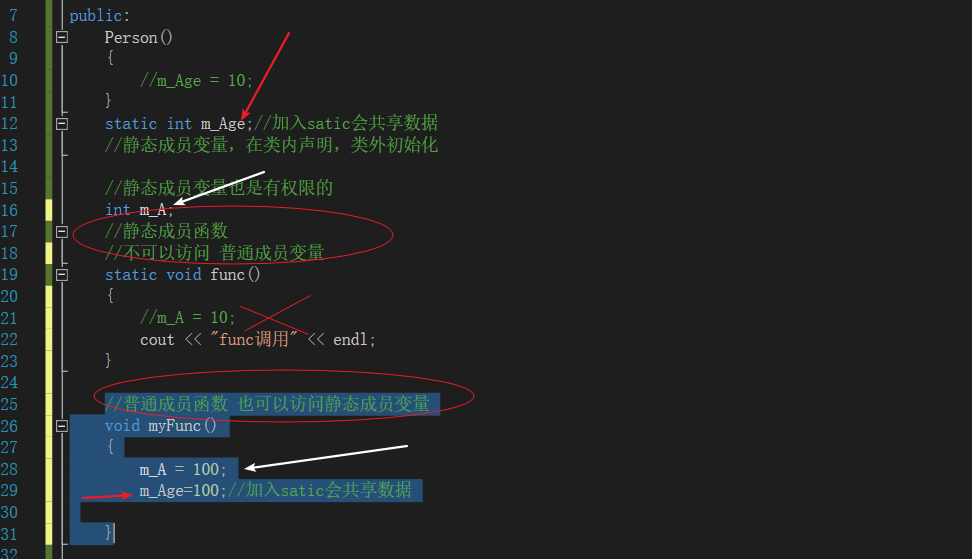 7 public:
8 Person()
9 {
10 //m_Age = 10;
11 }
12 static int m_Age;//加入satic会共享数据
13 //静态成员变量，在类内声明，类外初始化
14
15 //静态成员变量也是有权限的
16 int m_A;
17 //静态成员函数
18 //不可以访问 普通成员变量
19 static void func()
20 {
21 //m_A = 10;
22 cout << "func调用" << endl;
23 }
24
25 //普通成员函数 也可以访问静态成员变量
26 void myFunc()
27 {
28 m_A = 100;
29 m_Age=100;//加入satic会共享数据
30
31 }
32